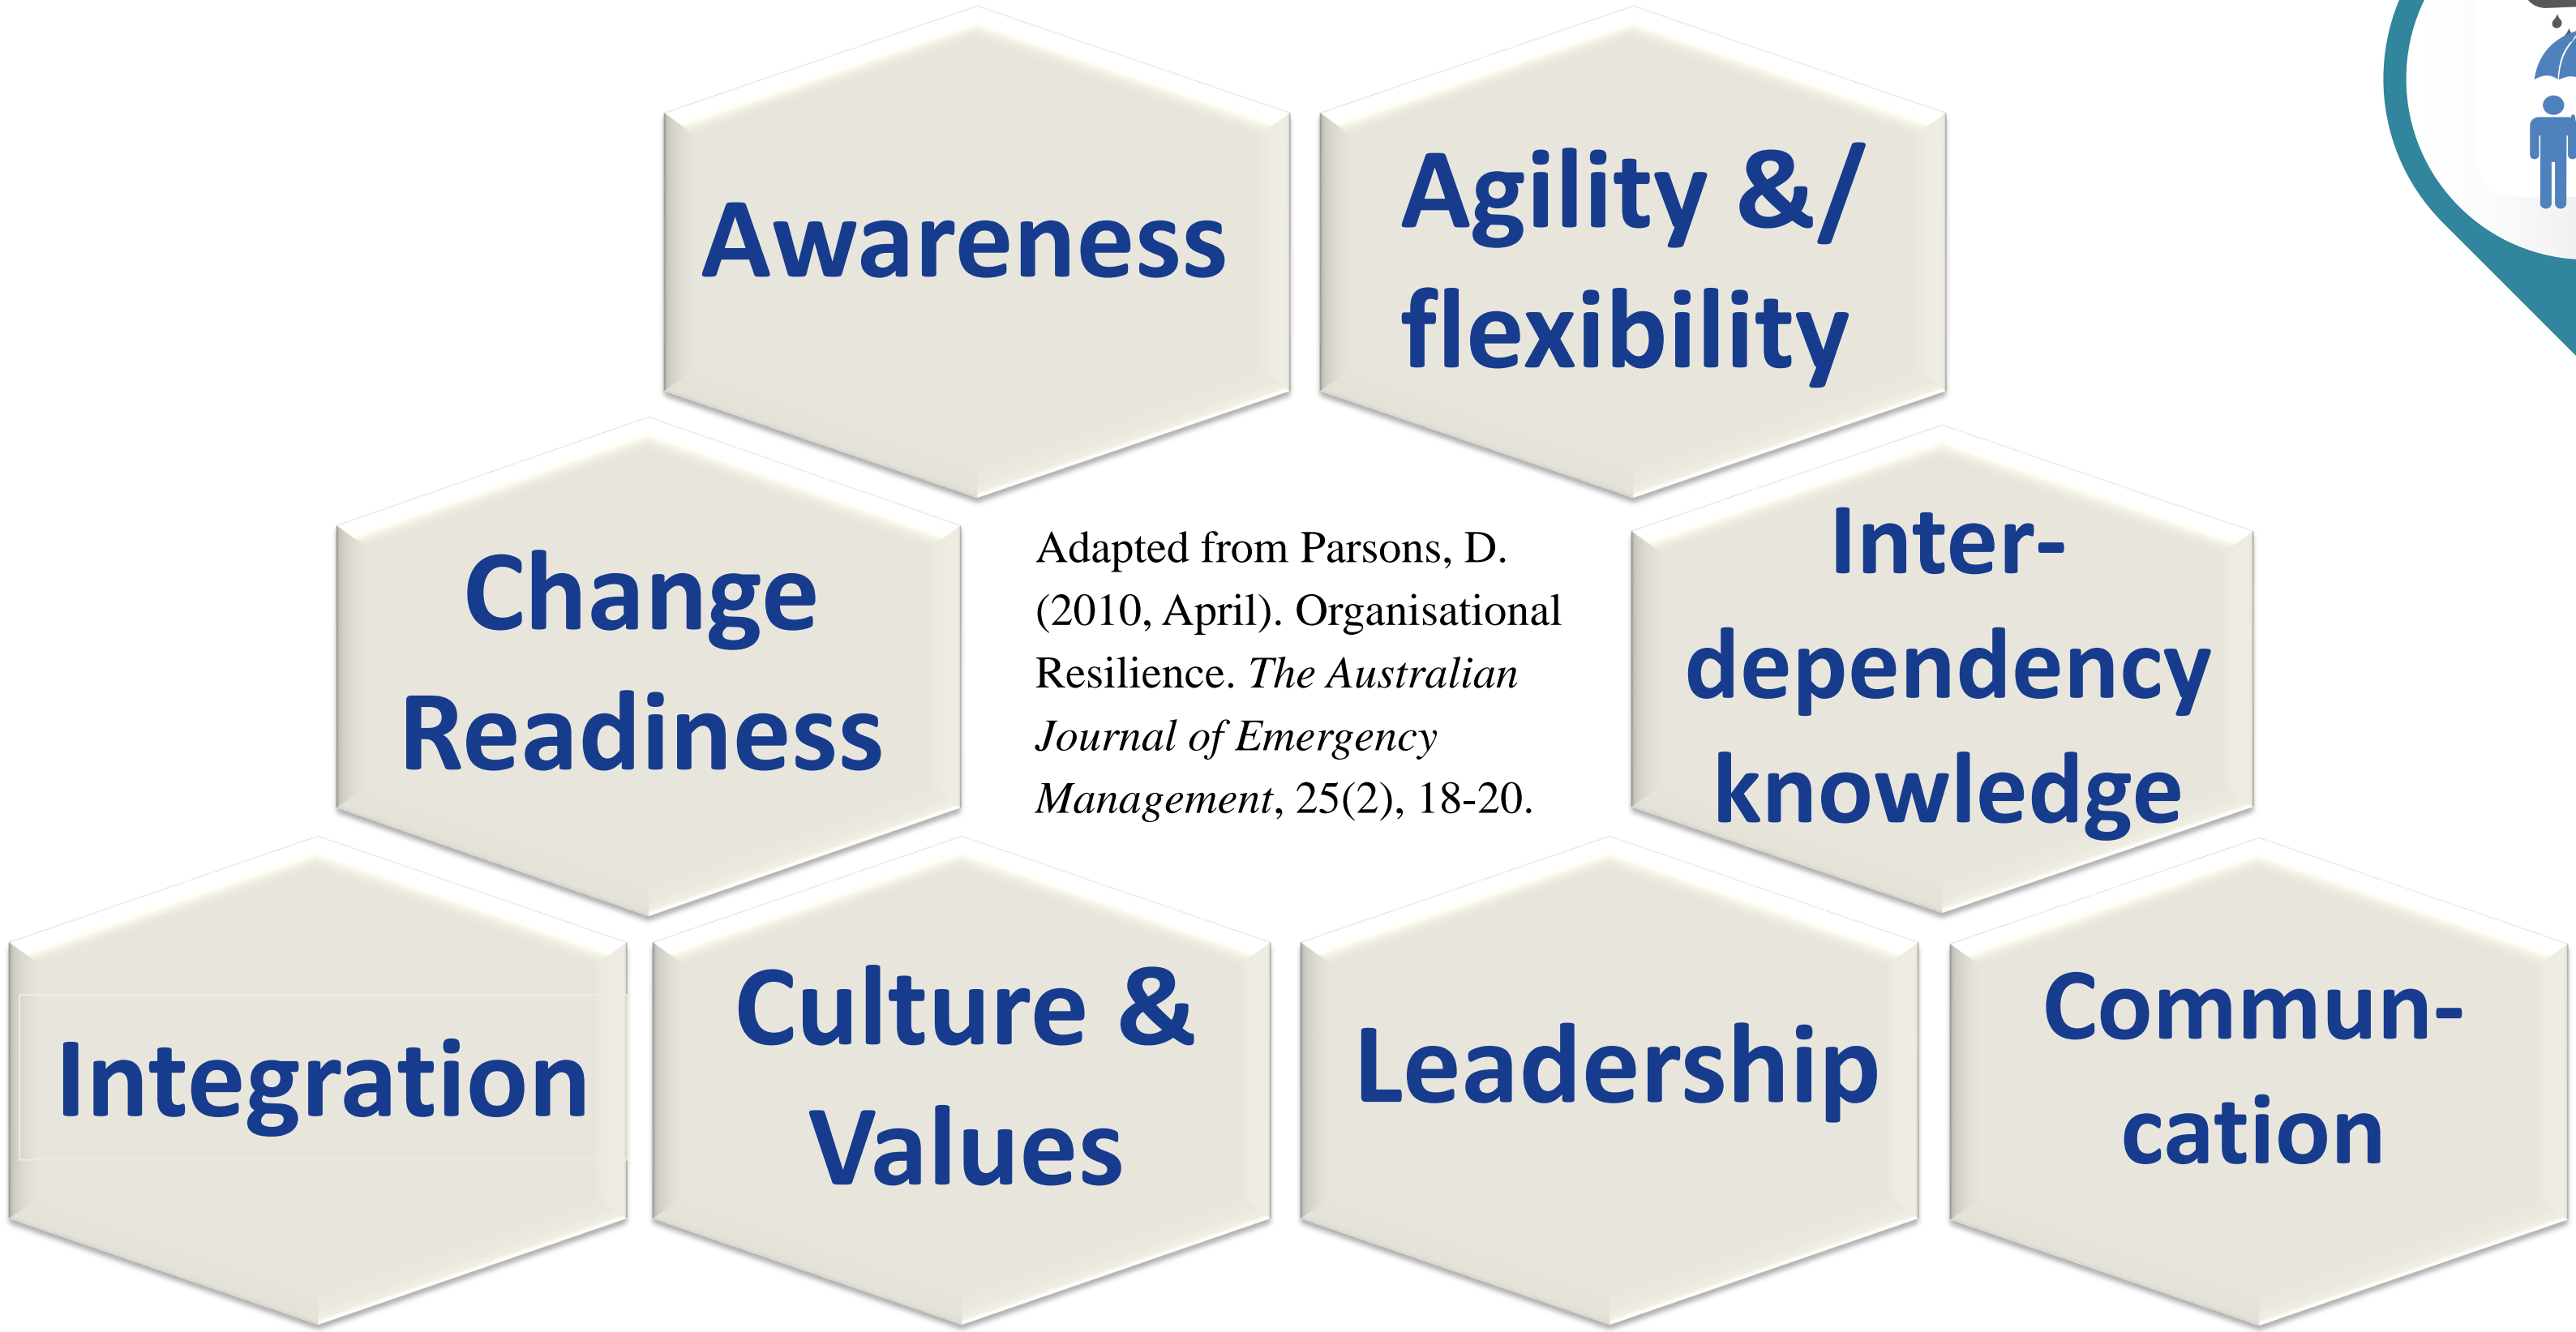 Awareness
Agility &/
flexibility
Change
Readiness
Adapted from Parsons, D.
(2010, April). Organisational
Resilience. The Australian
Journal of Emergency
Management, 25(2), 18-20.
Inter-
dependency
knowledge
Integration
Culture &
Values
Leadership
Commun-
cation